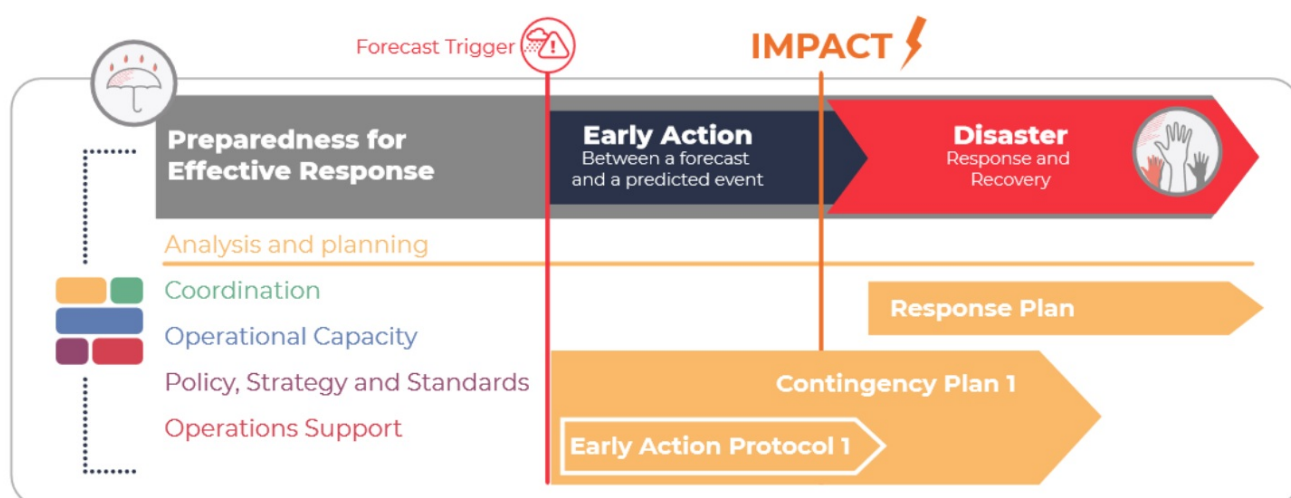 Forecast Trigger
IMPACT
Preparedness for
Effective Response
Early Action
Between a forecast
and a predicted event
Disaster
Response and
Recovery
Analysis and planning
Coordination
Operational Capacity
Policy, Strategy and Standards
Operations Support
Response Plan
Contingency Plan 1
Early Action Protocol 1